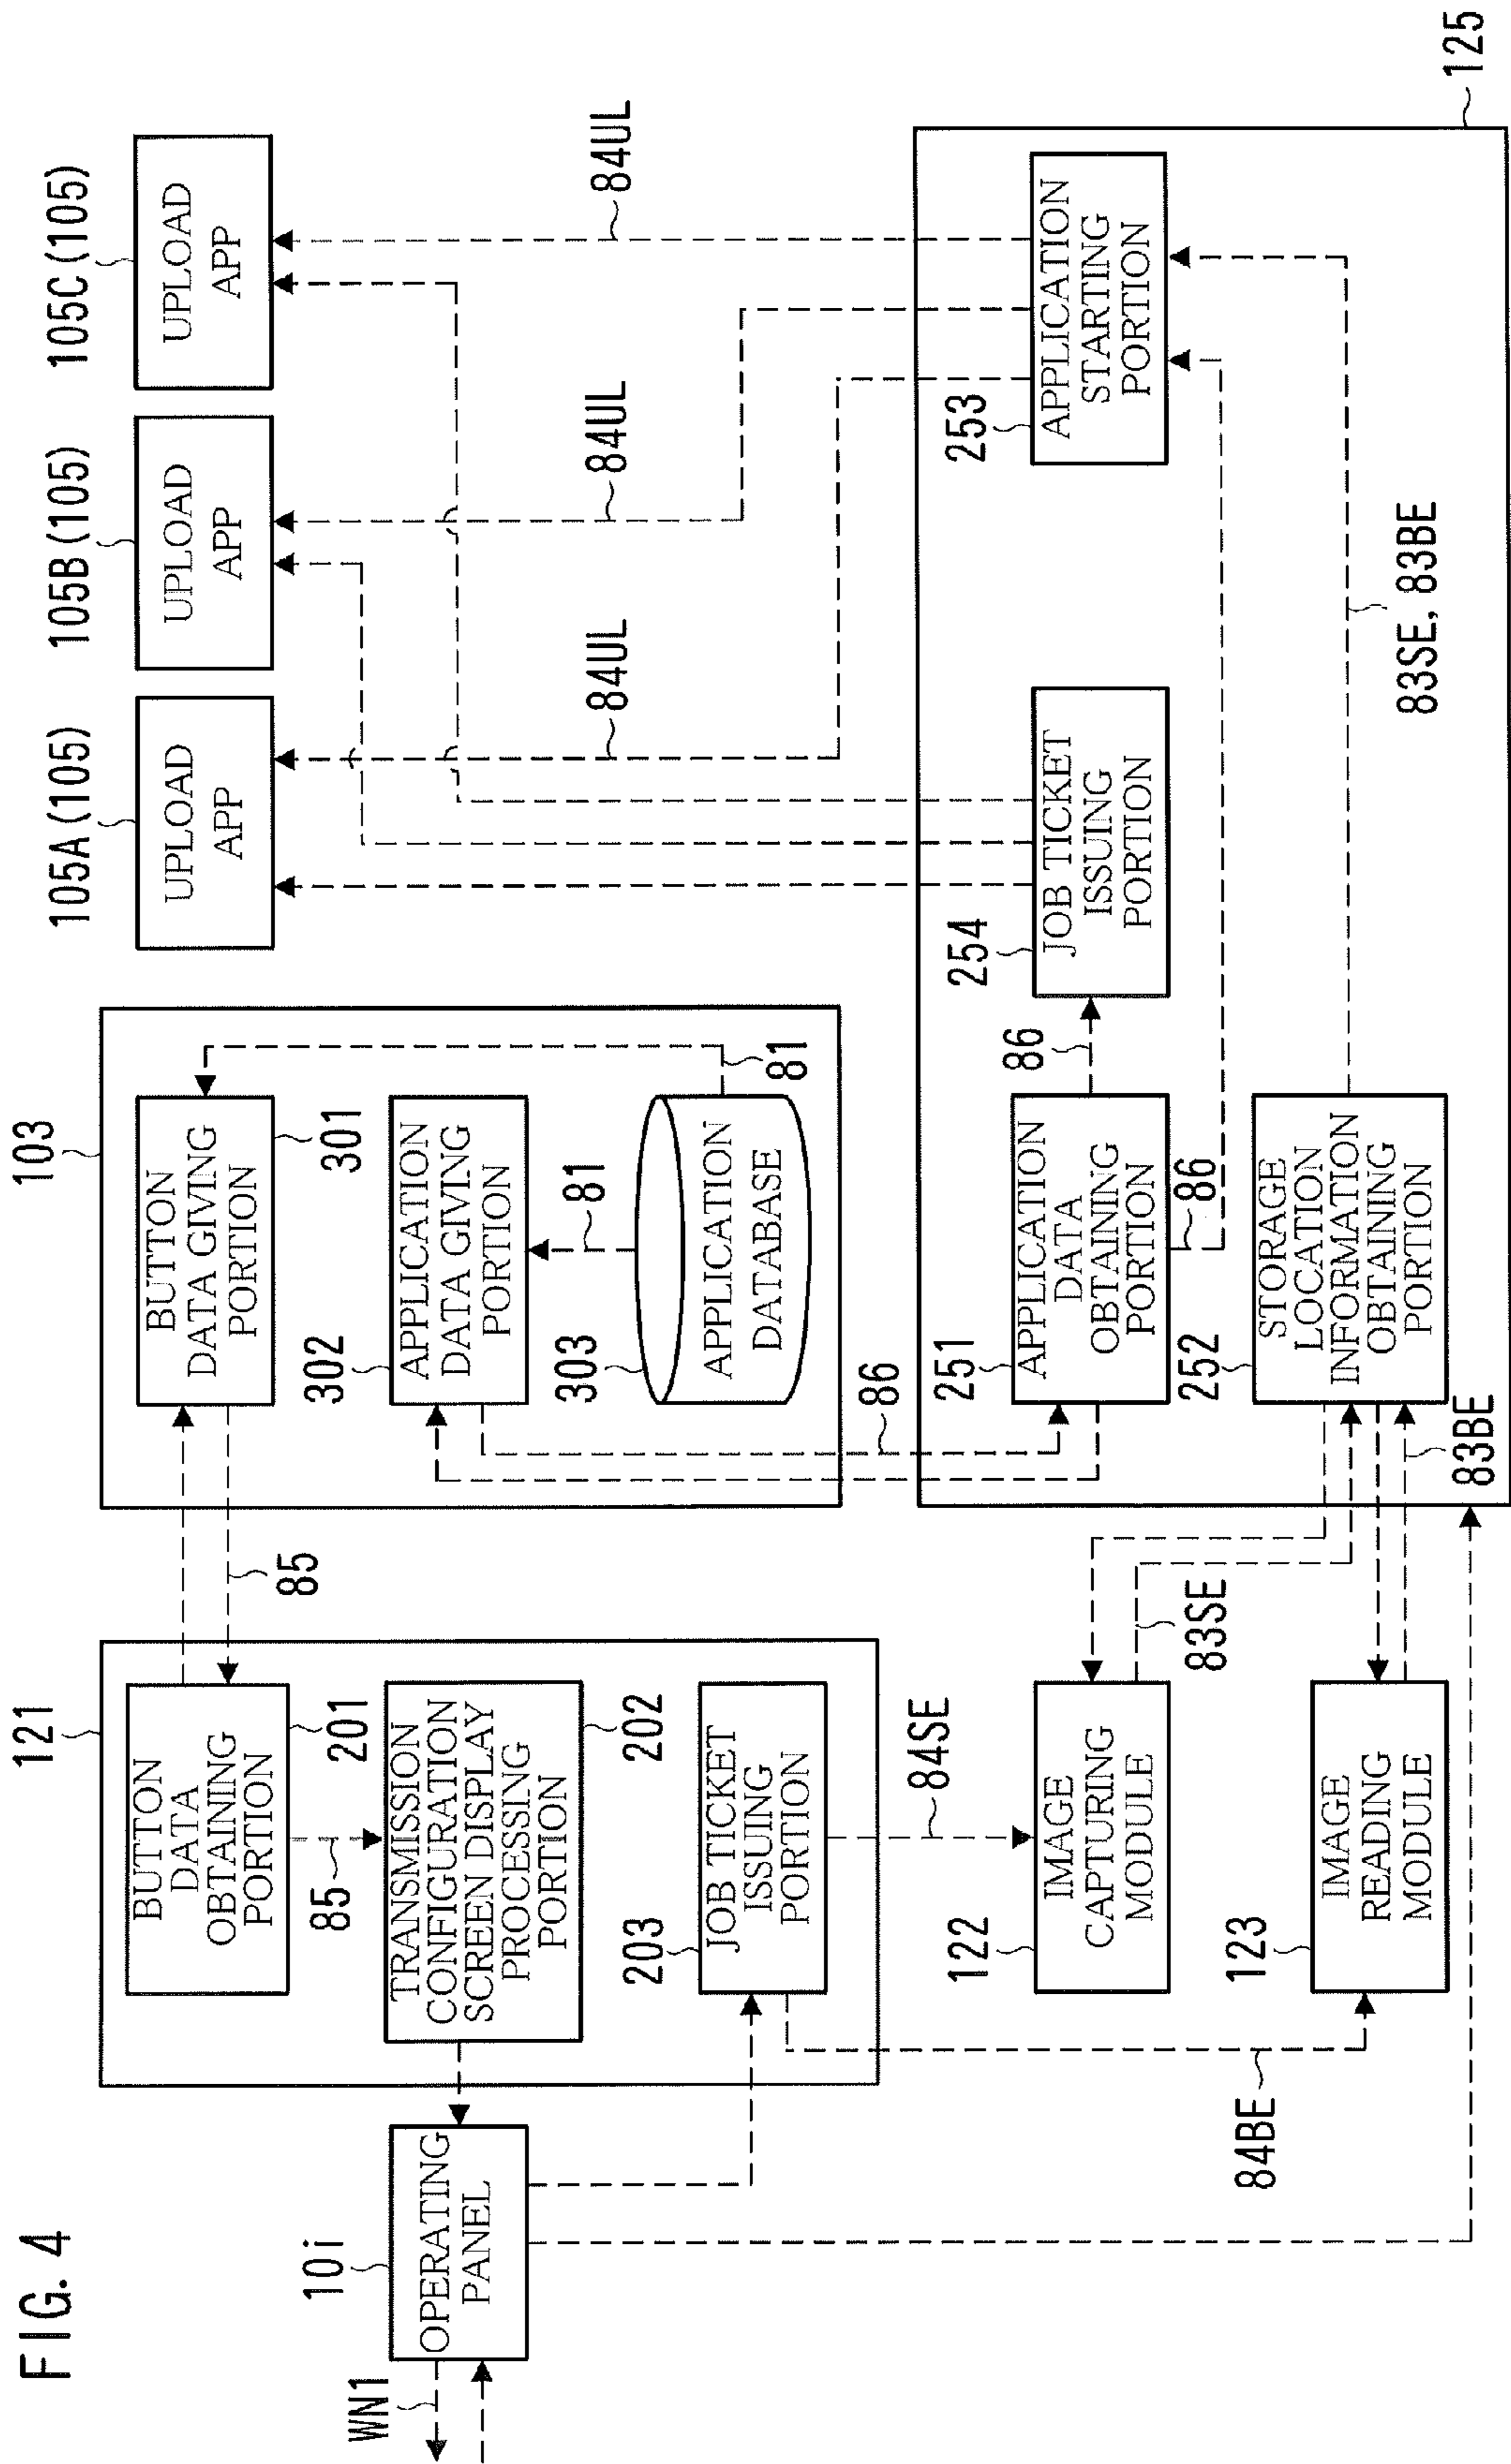 FIG. 4
WN1
10i
OPERATING
PANEL
121
BUTTON
DATA
OBTAINING
PORTION
201
85
TRANSMISSION
CONFIGURATION
SCREEN DISPLAY
PROCESSING
PORTION
202
203
JOB TICKET
ISSUING
PORTION
84SE
84BE
122
IMAGE
CAPTURING
MODULE
83SE
123
IMAGE
READING
MODULE
83BE
85
103
BUTTON
DATA GIVING
PORTION
301
302
APPLICATION
DATA GIVING
PORTION
81
303
APPLICATION
DATABASE
81
86
105A (105)
UPLOAD
APP
105B (105)
UPLOAD
APP
105C (105)
UPLOAD
APP
84UL
84UL
84UL
125
251
APPLICATION
DATA
OBTAINING
PORTION
86
86
252
STORAGE
LOCATION
INFORMATION
OBTAINING
PORTION
254
JOB TICKET
ISSUING
PORTION
253
APPLICATION
STARTING
PORTION
83SE, 83BE